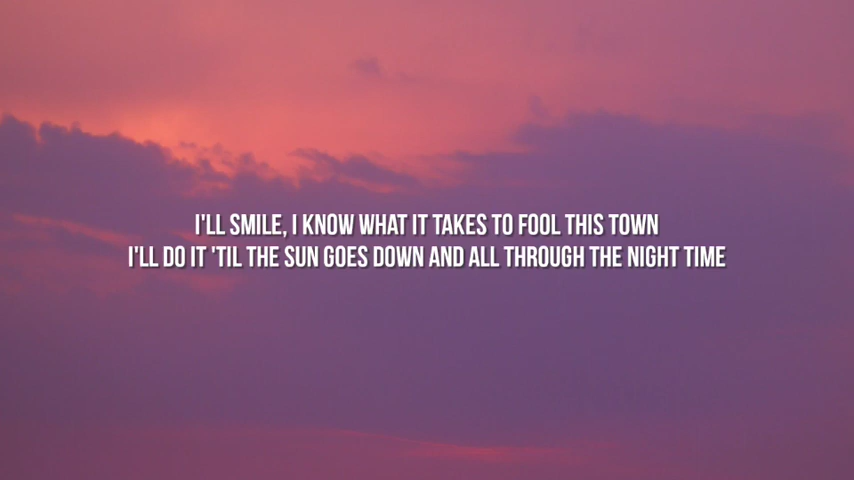 I'LL SMILE, I KNOW WHAT IT TAKES TO FOOL THIS TOWN
I'LL DO IT 'TIL THE SUN GOES DOWN AND ALL THROUGH THE NIGHT TIME